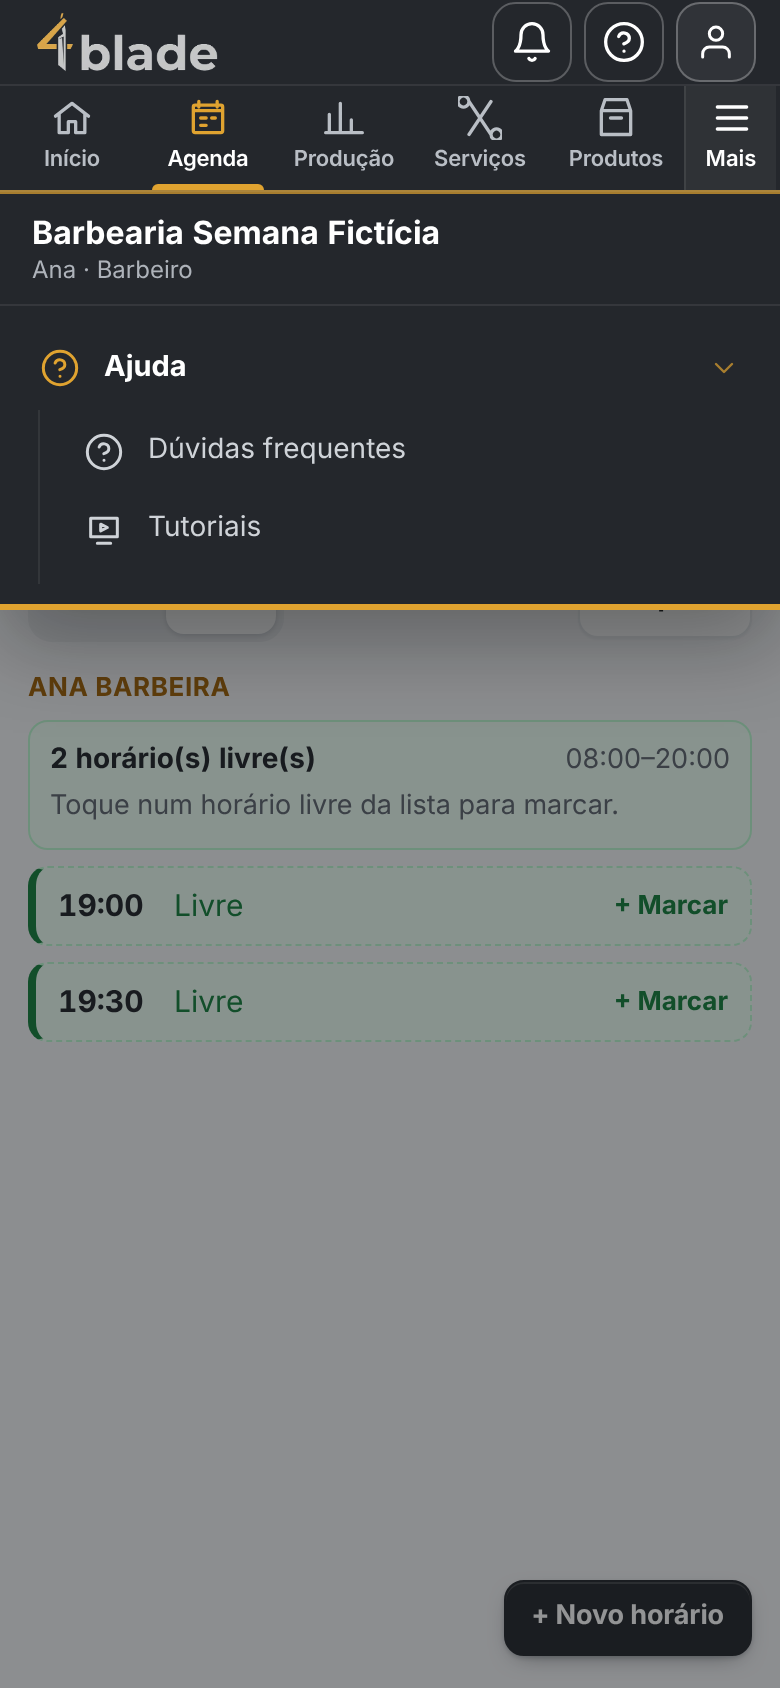 4blade
Início
Agenda
Produção
Serviços
Produtos
Mais
Barbearia Semana Fictícia
Ana · Barbeiro
Ajuda
Dúvidas frequentes
Tutoriais
ANA BARBEIRA
2 horário(s) livre(s) 08:00–20:00
Toque num horário livre da lista para marcar.
19:00 Livre + Marcar
19:30 Livre + Marcar
+ Novo horário